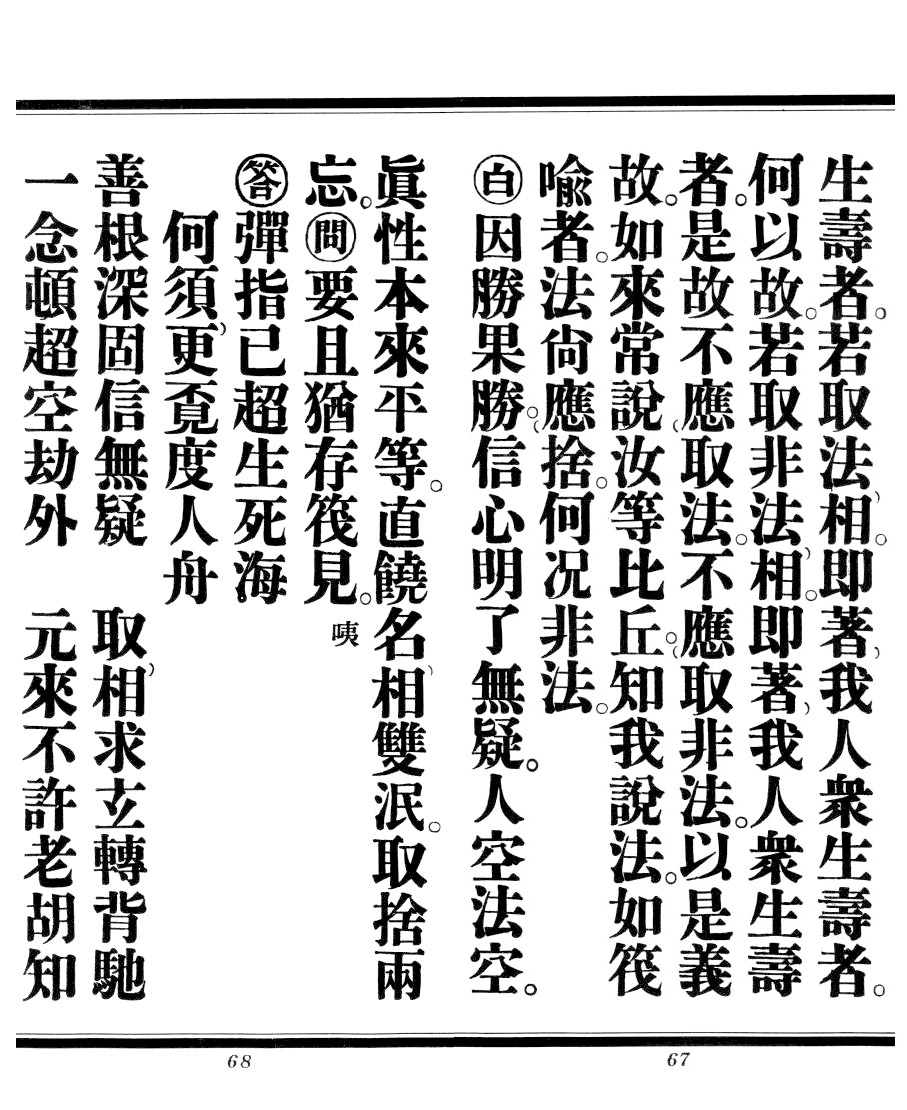 生壽者。若取法相。即著我人衆生壽者。
何以故。若取非法相。即著我人衆生壽
者。是故不應取法。不應取非法。以是義
故。如來常說汝等比丘。知我說法。如筏
喻者。法尚應捨。何況非法。
白因勝果勝。信心明了無疑。人空法空。
眞性本來平等。直饒名相雙泯。取捨兩
忘。問要且猶存筏見。咦
答彈指已超生死海
何須更覔度人舟
善根深固信無疑　取相求玄轉背馳
一念頓超空劫外　元來不許老胡知
68
67